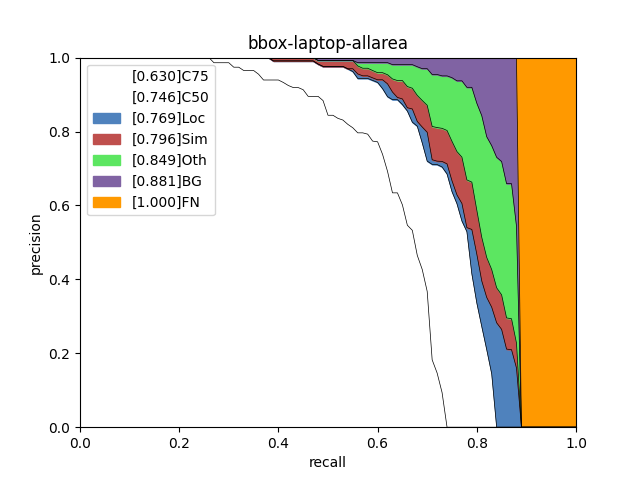 bbox-laptop-allarea
[0.630]C75
[0.746]C50
[0.769]Loc
[0.796]Sim
[0.849]Oth
[0.881]BG
[1.000]FN
1.0
0.8
0.6
0.4
0.2
0.0
precision
0.0 0.2 0.4 0.6 0.8 1.0
recall